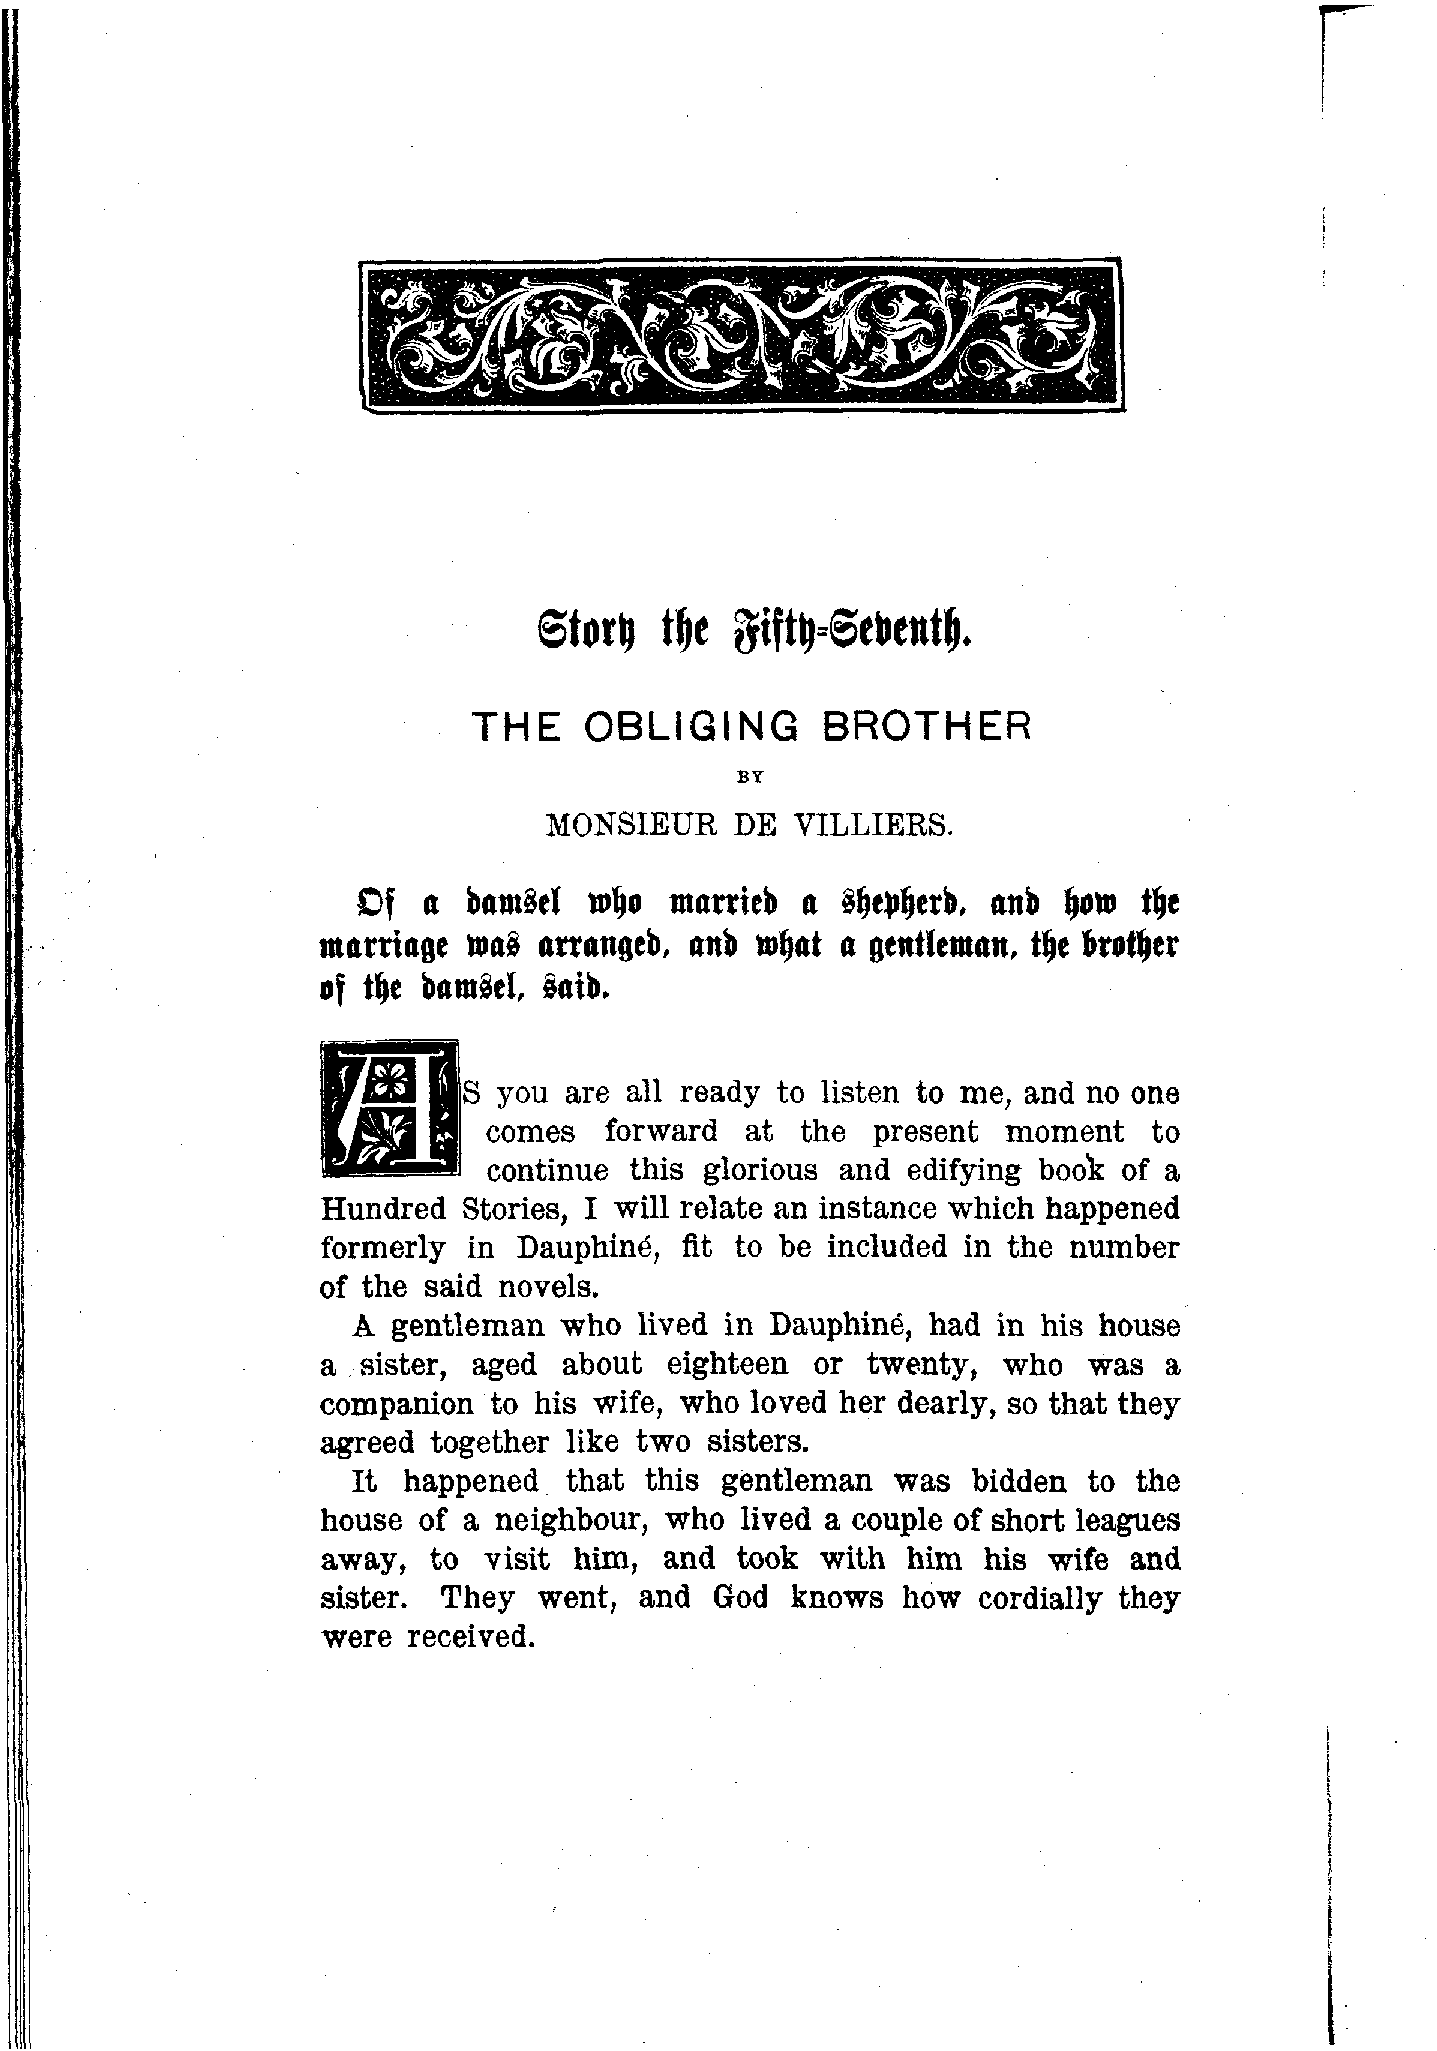 Story the Fifty-Seventh.
THE OBLIGING BROTHER
BY
MONSIEUR DE VILLIERS.
Of a damsel who married a shepherd, and how the
marriage was arranged, and what a gentleman, the brother
of the damsel, said.
AS you are all ready to listen to me, and no one
comes forward at the present moment to
continue this glorious and edifying book of a
Hundred Stories, I will relate an instance which happened
formerly in Dauphiné, fit to be included in the number
of the said novels.
A gentleman who lived in Dauphiné, had in his house
a sister, aged about eighteen or twenty, who was a
companion to his wife, who loved her dearly, so that they
agreed together like two sisters.
It happened that this gentleman was bidden to the
house of a neighbour, who lived a couple of short leagues
away, to visit him, and took with him his wife and
sister. They went, and God knows how cordially they
were received.